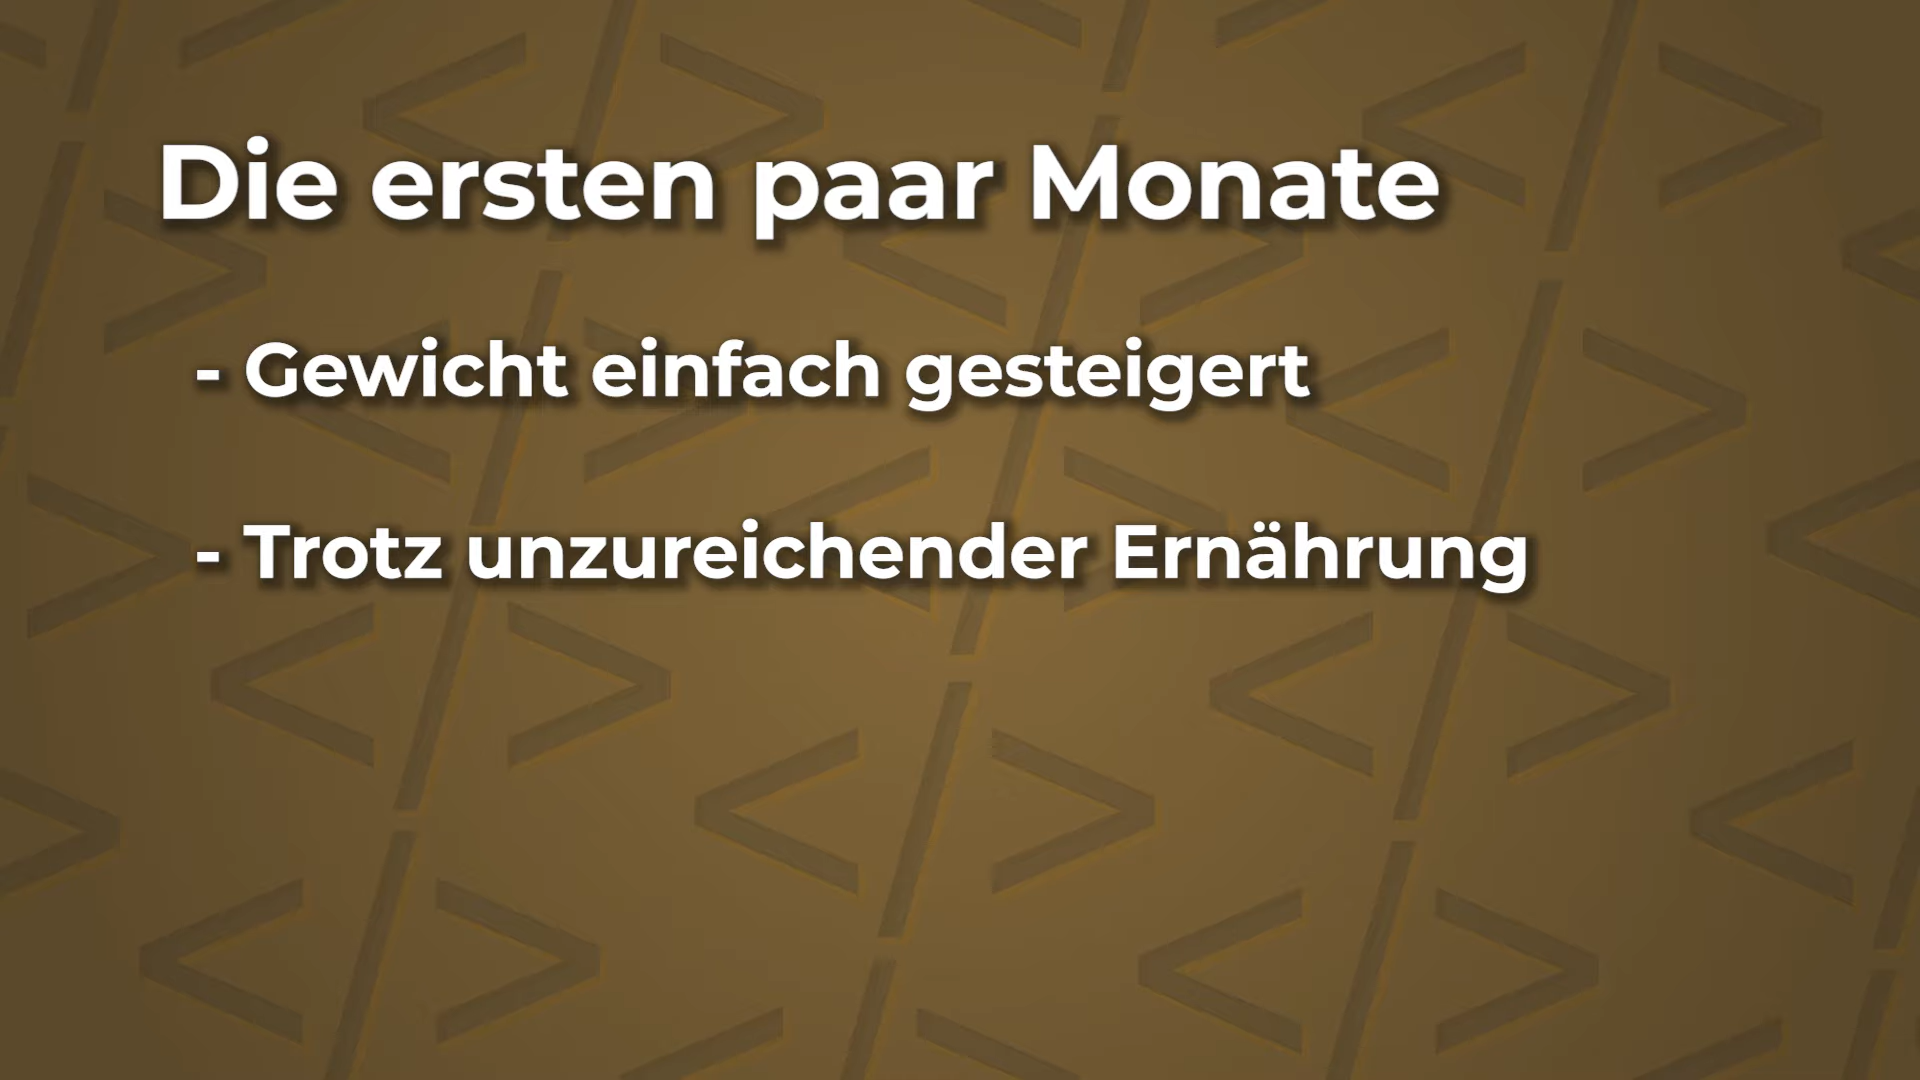 Die ersten paar Monate
- Gewicht einfach gesteigert
- Trotz unzureichender Ernährung